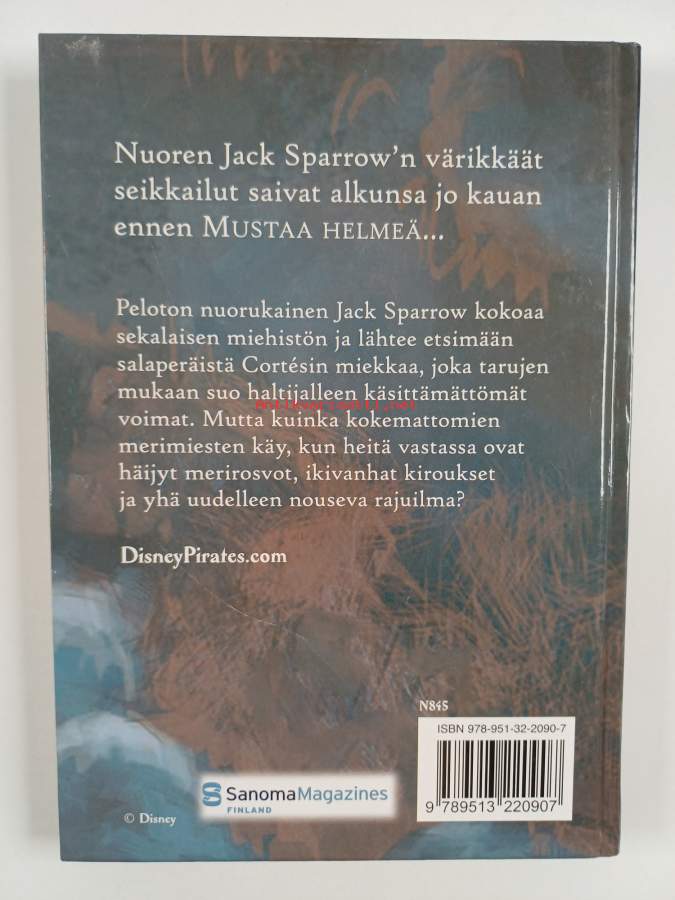 Nuoren Jack Sparrow'n värikkäät
seikkailut saivat alkunsa jo kauan
ennen MUSTAA HELMEÄ...
Peloton nuorukainen Jack Sparrow kokoaa
sekalaisen miehistön ja lähtee etsimään
salaperäistä Cortésin miekkaa, joka tarujen
mukaan suo haltijalleen käsittämättömät
voimat. Mutta kuinka kokemattomien
merimiesten käy, kun heitä vastassa ovat
häijyt merirosvot, ikivanhat kiroukset
ja yhä uudelleen nouseva rajuilma?
DisneyPirates.com
N845
ISBN 978-951-32-2090-7
9 789513 220907
SanomaMagazines
FINLAND
© Disney